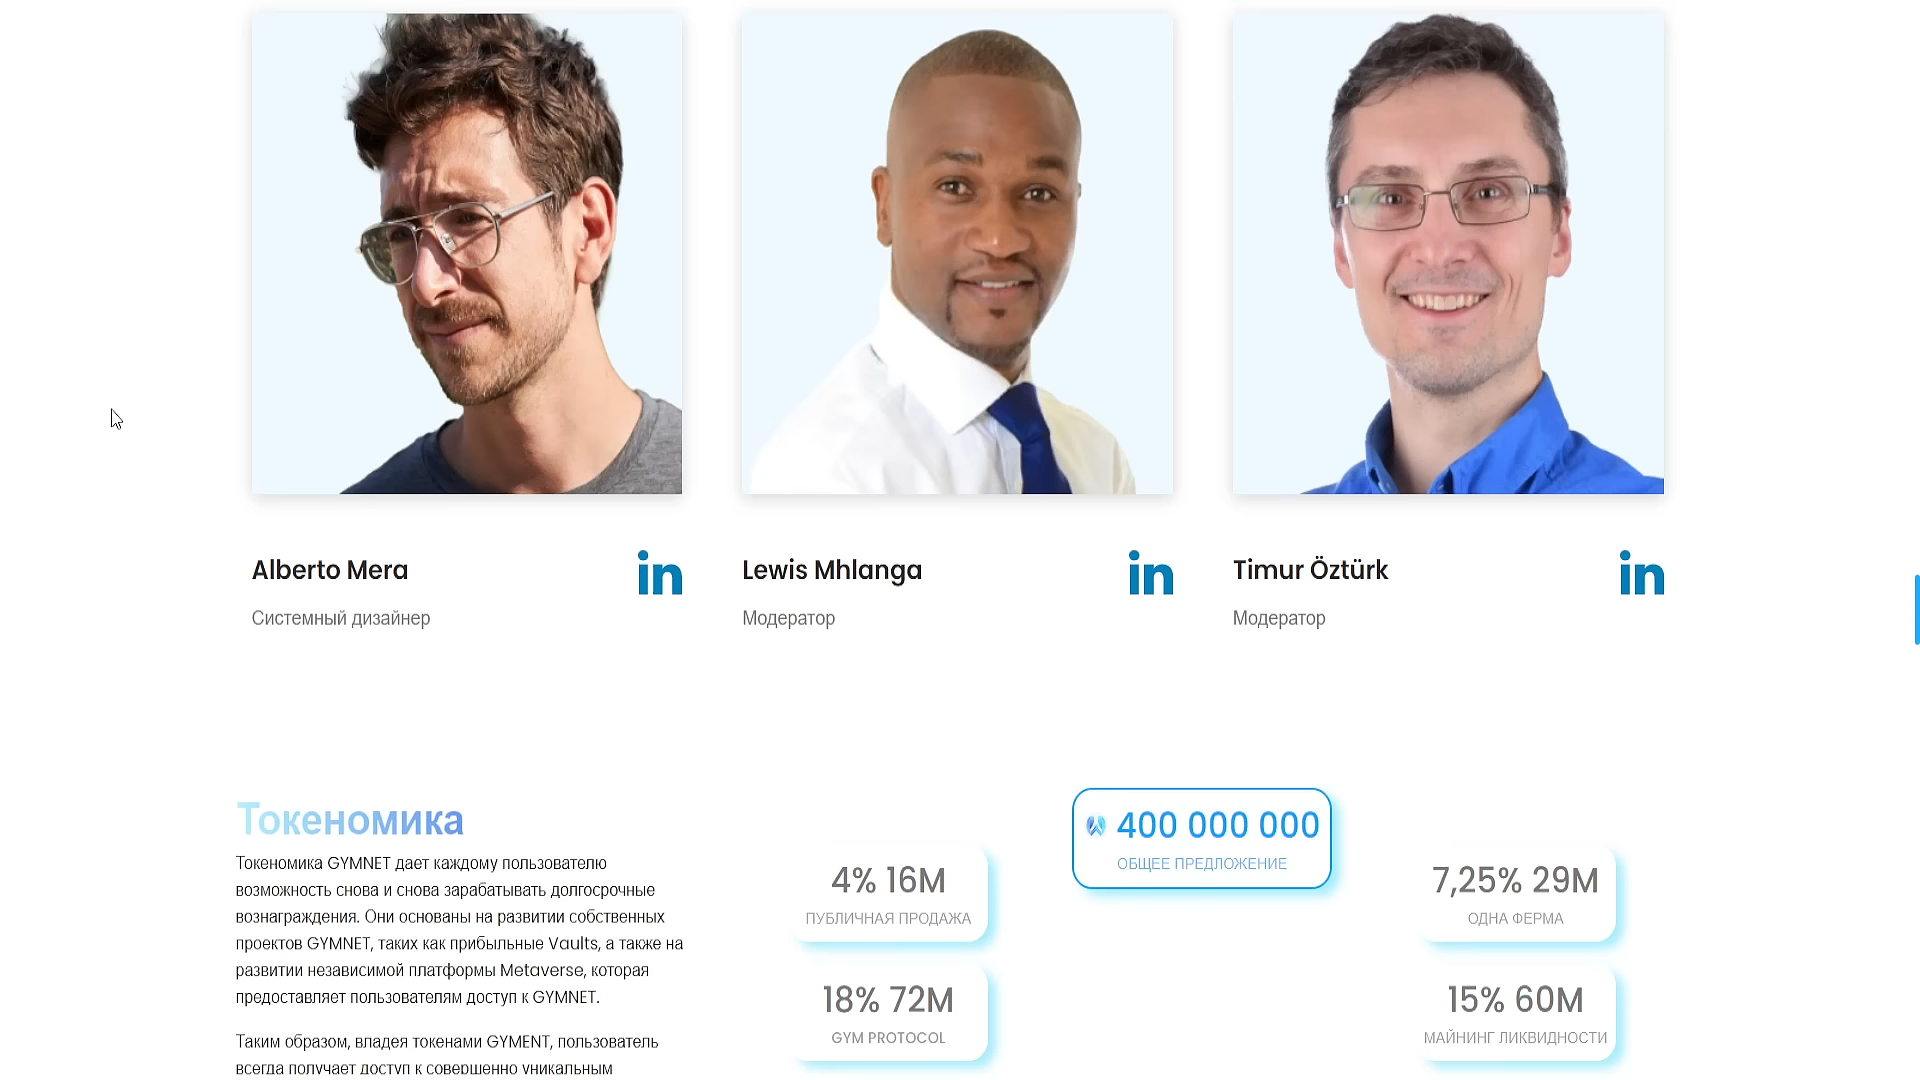 Alberto Mera
in
Системный дизайнер
Lewis Mhlanga
in
Модератор
Timur Öztürk
in
Модератор
Токеномика
Токеномика GYMNET дает каждому пользователю
возможность снова и снова зарабатывать долгосрочные
вознаграждения. Они основаны на развитии собственных
проектов GYMNET, таких как прибыльные Vaults, а также на
развитии независимой платформы Metaverse, которая
предоставляет пользователям доступ к GYMNET.
Таким образом, владея токенами GYMENT, пользователь
всегда получает доступ к совершенно уникальным
400 000 000
ОБЩЕЕ ПРЕДЛОЖЕНИЕ
4% 16M
ПУБЛИЧНАЯ ПРОДАЖА
7,25% 29M
ОДНА ФЕРМА
18% 72M
GYM PROTOCOL
15% 60M
МАЙНИНГ ЛИКВИДНОСТИ